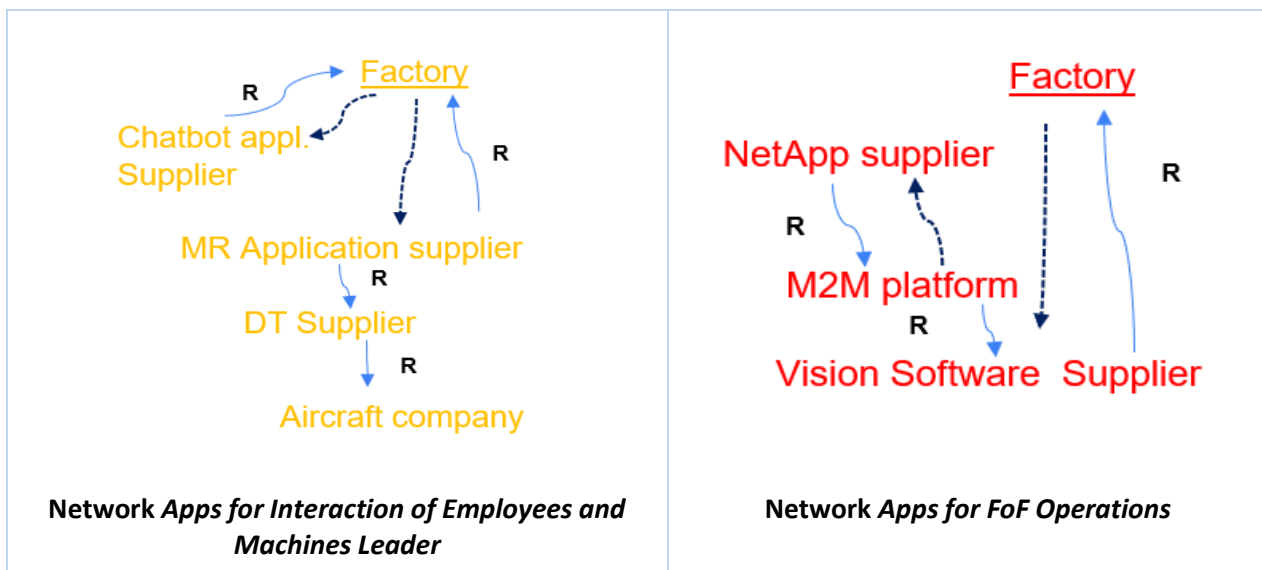 Factory
R
Chatbot appl.
Supplier
R
MR Application supplier
R
DT Supplier
R
Aircraft company
Network Apps for Interaction of Employees and
Machines Leader
Factory
NetApp supplier
R
R
M2M platform
R
Vision Software Supplier
Network Apps for FoF Operations